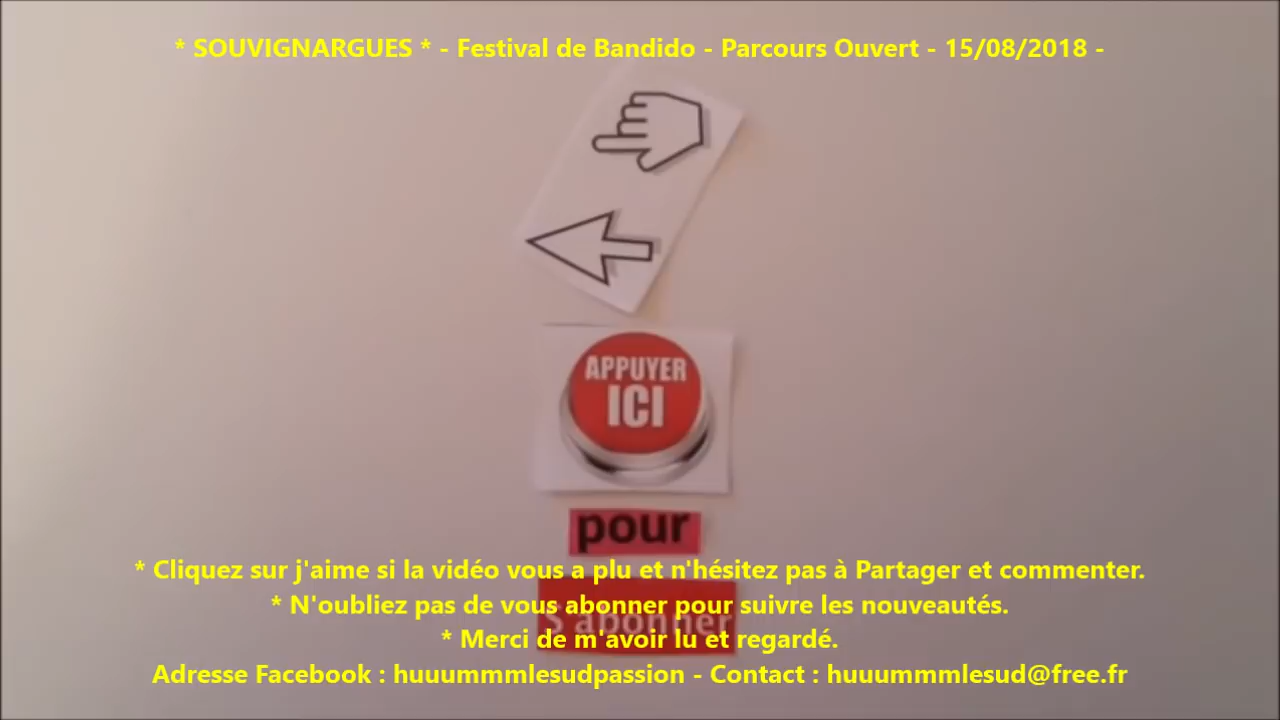 * SOUVIGNARGUES * - Festival de Bandido - Parcours Ouvert - 15/08/2018 -
APPUYER
ICI
pour
* Cliquez sur j'aime si la vidéo vous a plu et n'hésitez pas à Partager et commenter.
* N'oubliez pas de vous abonner pour suivre les nouveautés.
S'abonner
* Merci de m'avoir lu et regardé.
Adresse Facebook : huuummmlesudpassion - Contact : huuummmlesud@free.fr